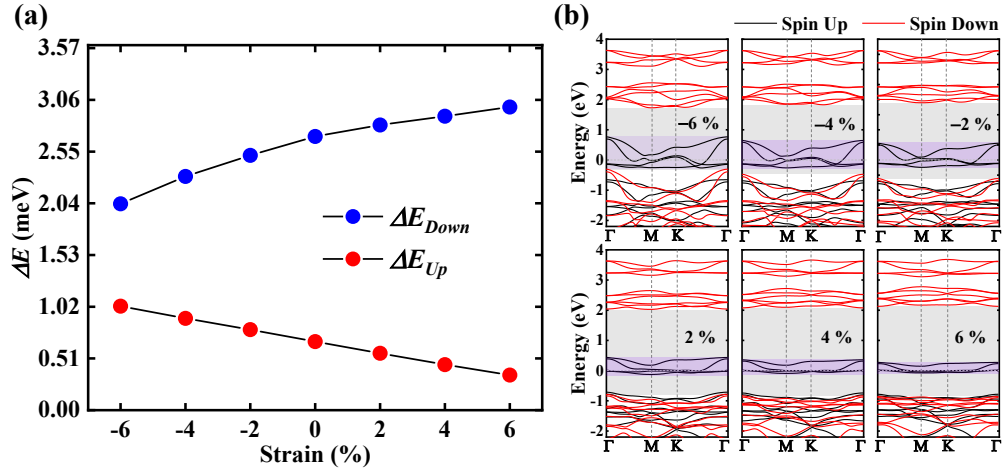 (a)
3.57
3.06
2.55
2.04
1.53
1.02
0.51
0.00
ΔE (meV)
ΔE_Down
ΔE_Up
-6 -4 -2 0 2 4 6
Strain (%)
(b)
Spin Up Spin Down
Energy (eV)
4
3
2
1
0
-1
-2
−6 % −4 % −2 %
Γ M K Γ Γ M K Γ Γ M K Γ
Energy (eV)
4
3
2
1
0
-1
-2
2 % 4 % 6 %
Γ M K Γ Γ M K Γ Γ M K Γ